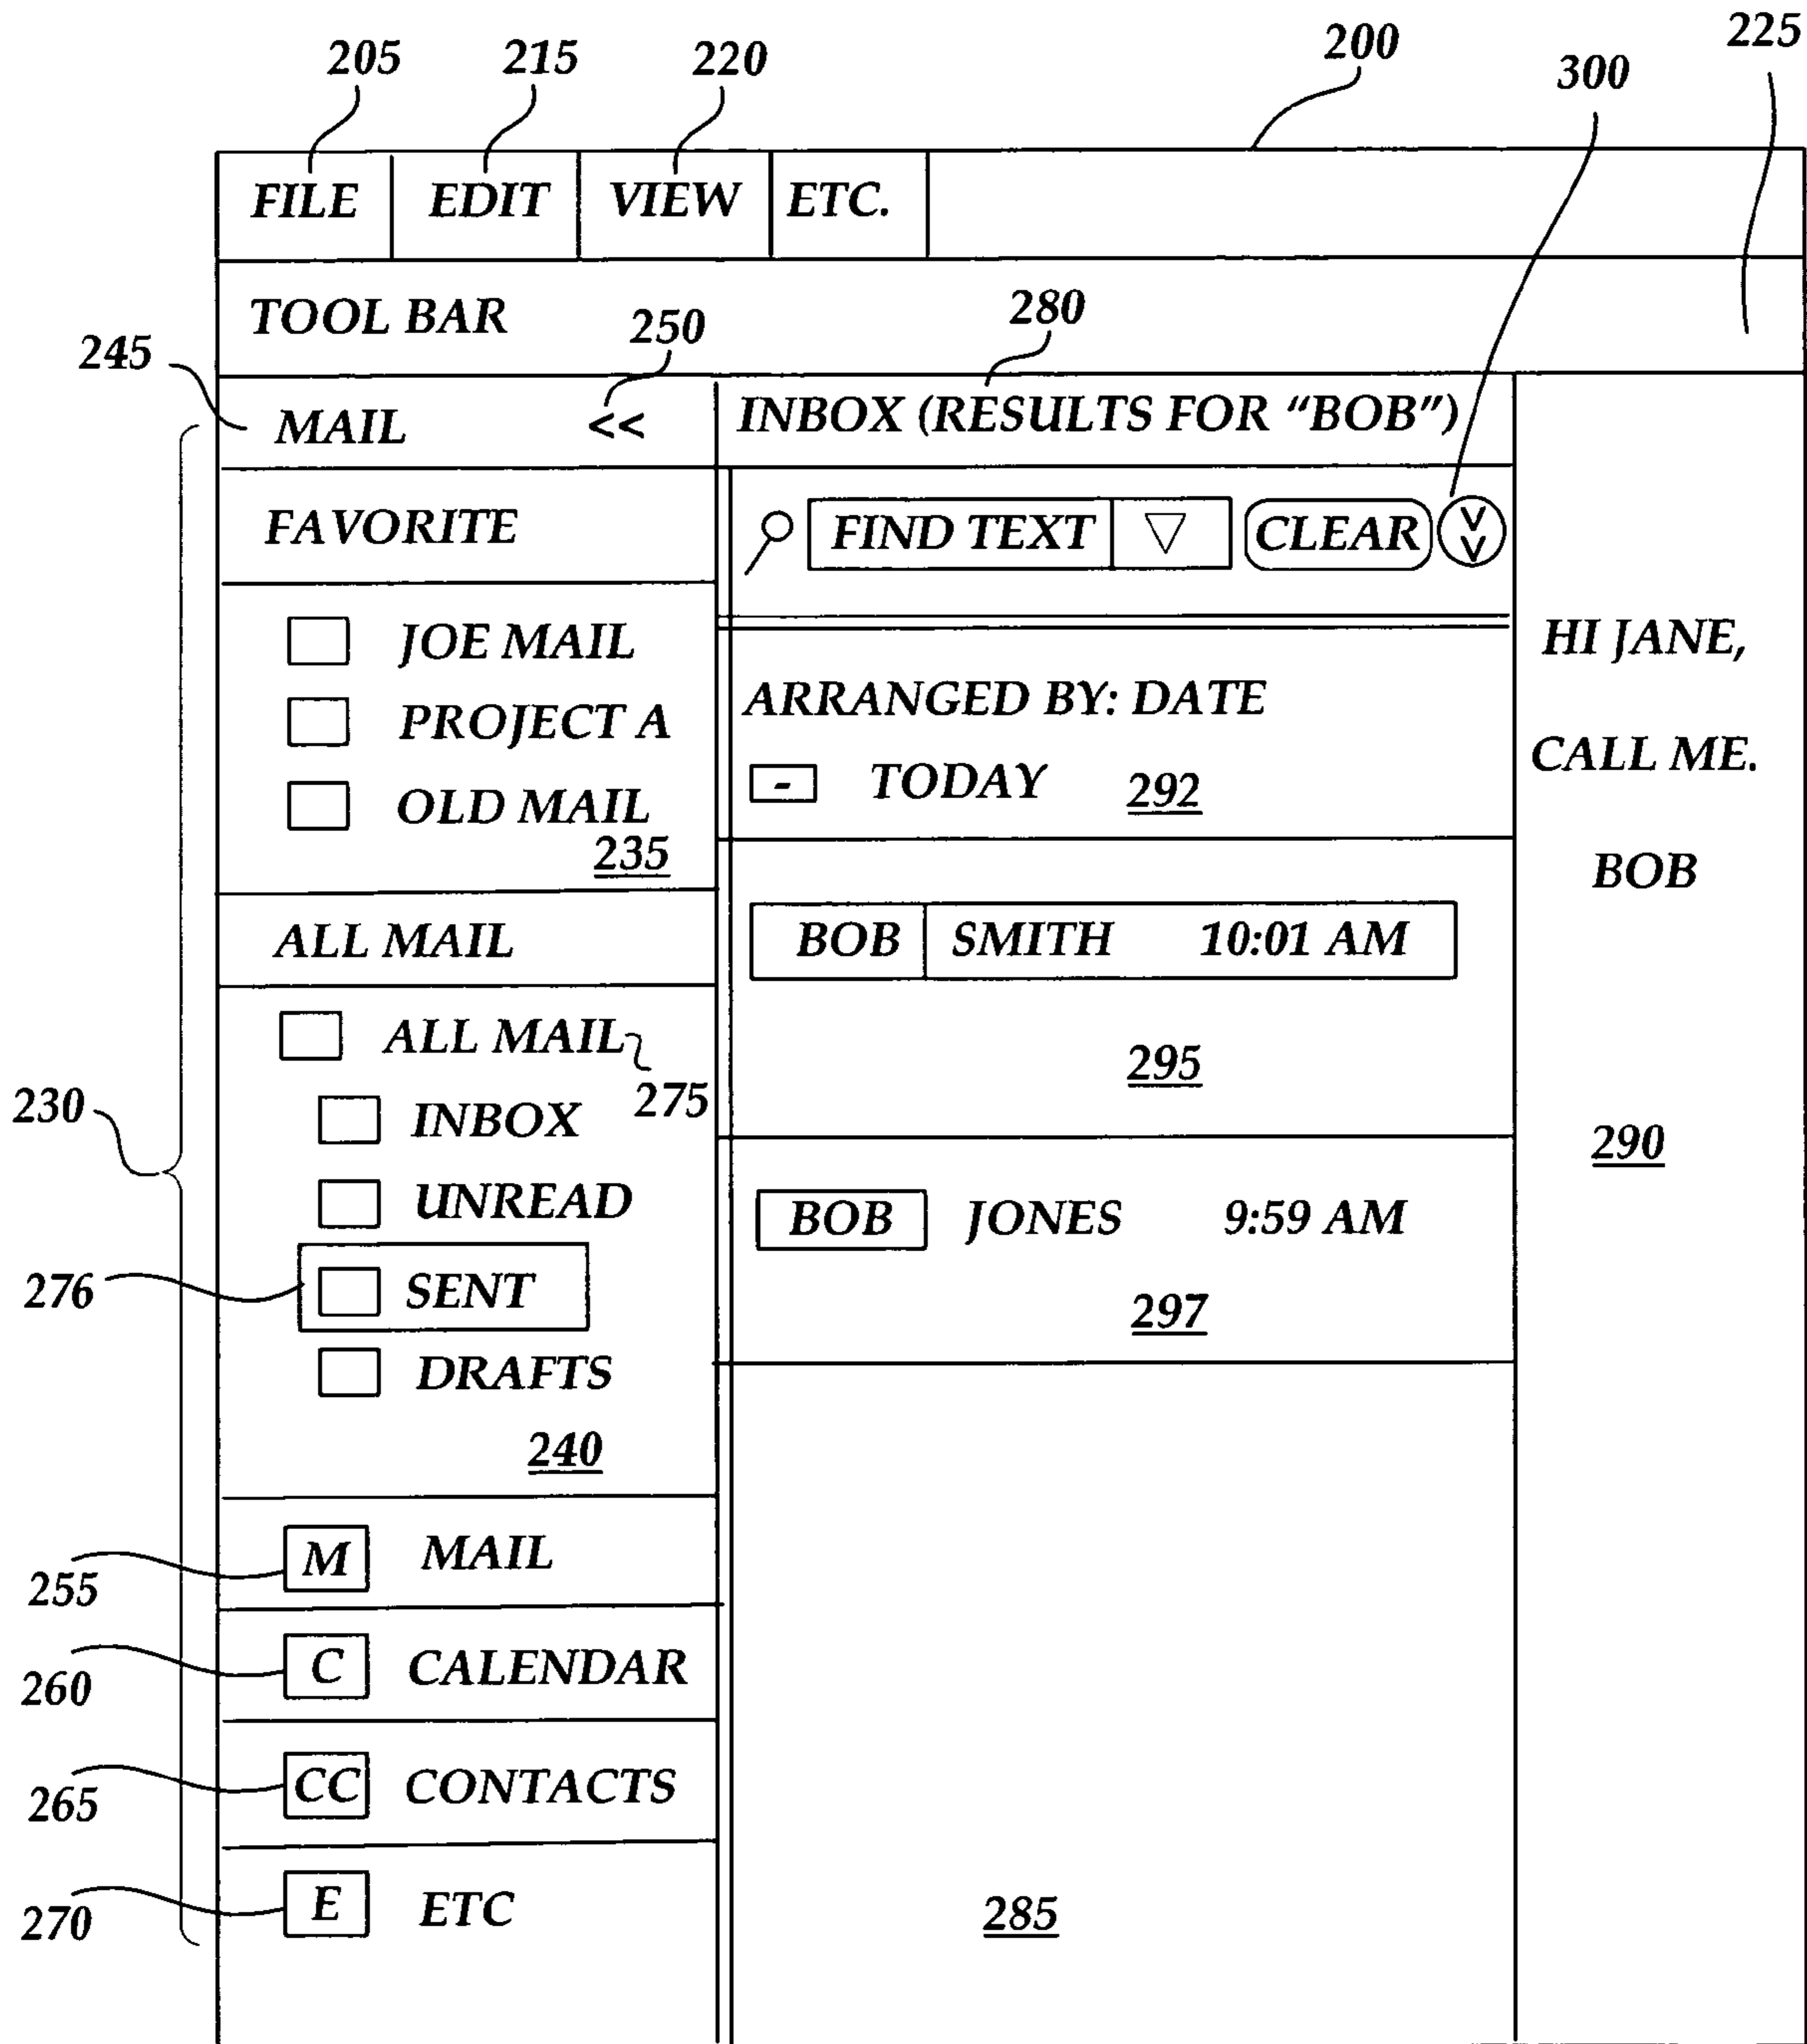 205 215 220 200 300 225
FILE EDIT VIEW ETC.
TOOL BAR
245 250 280
MAIL << INBOX (RESULTS FOR "BOB")
FAVORITE
FIND TEXT CLEAR
JOE MAIL
PROJECT A
OLD MAIL
235
ALL MAIL
ALL MAIL
275
INBOX
230
UNREAD
276
SENT
DRAFTS
240
255
M MAIL
260
C CALENDAR
265
CC CONTACTS
270
E ETC
ARRANGED BY: DATE
- TODAY 292
BOB SMITH 10:01 AM
295
BOB JONES 9:59 AM
297
285
HI JANE,
CALL ME.
BOB
290